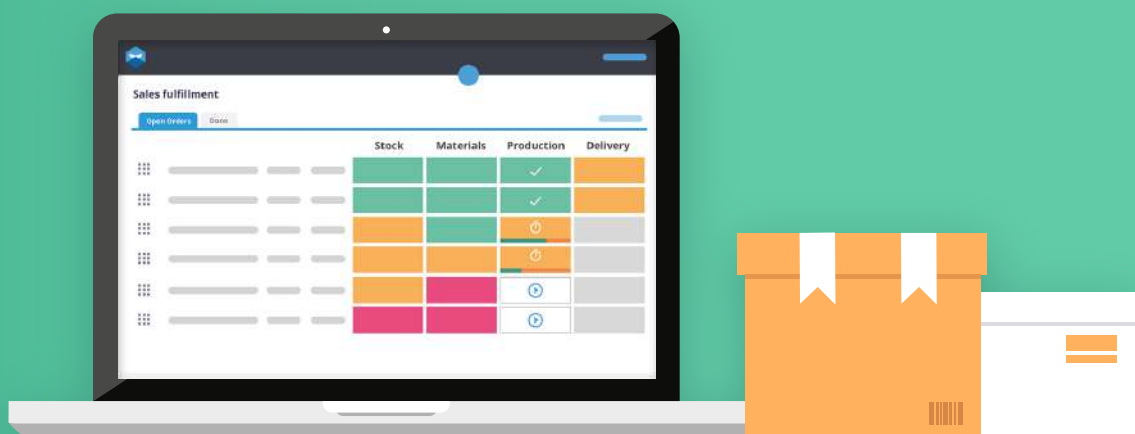 Sales fulfillment
Open Orders Done
Stock Materials Production Delivery